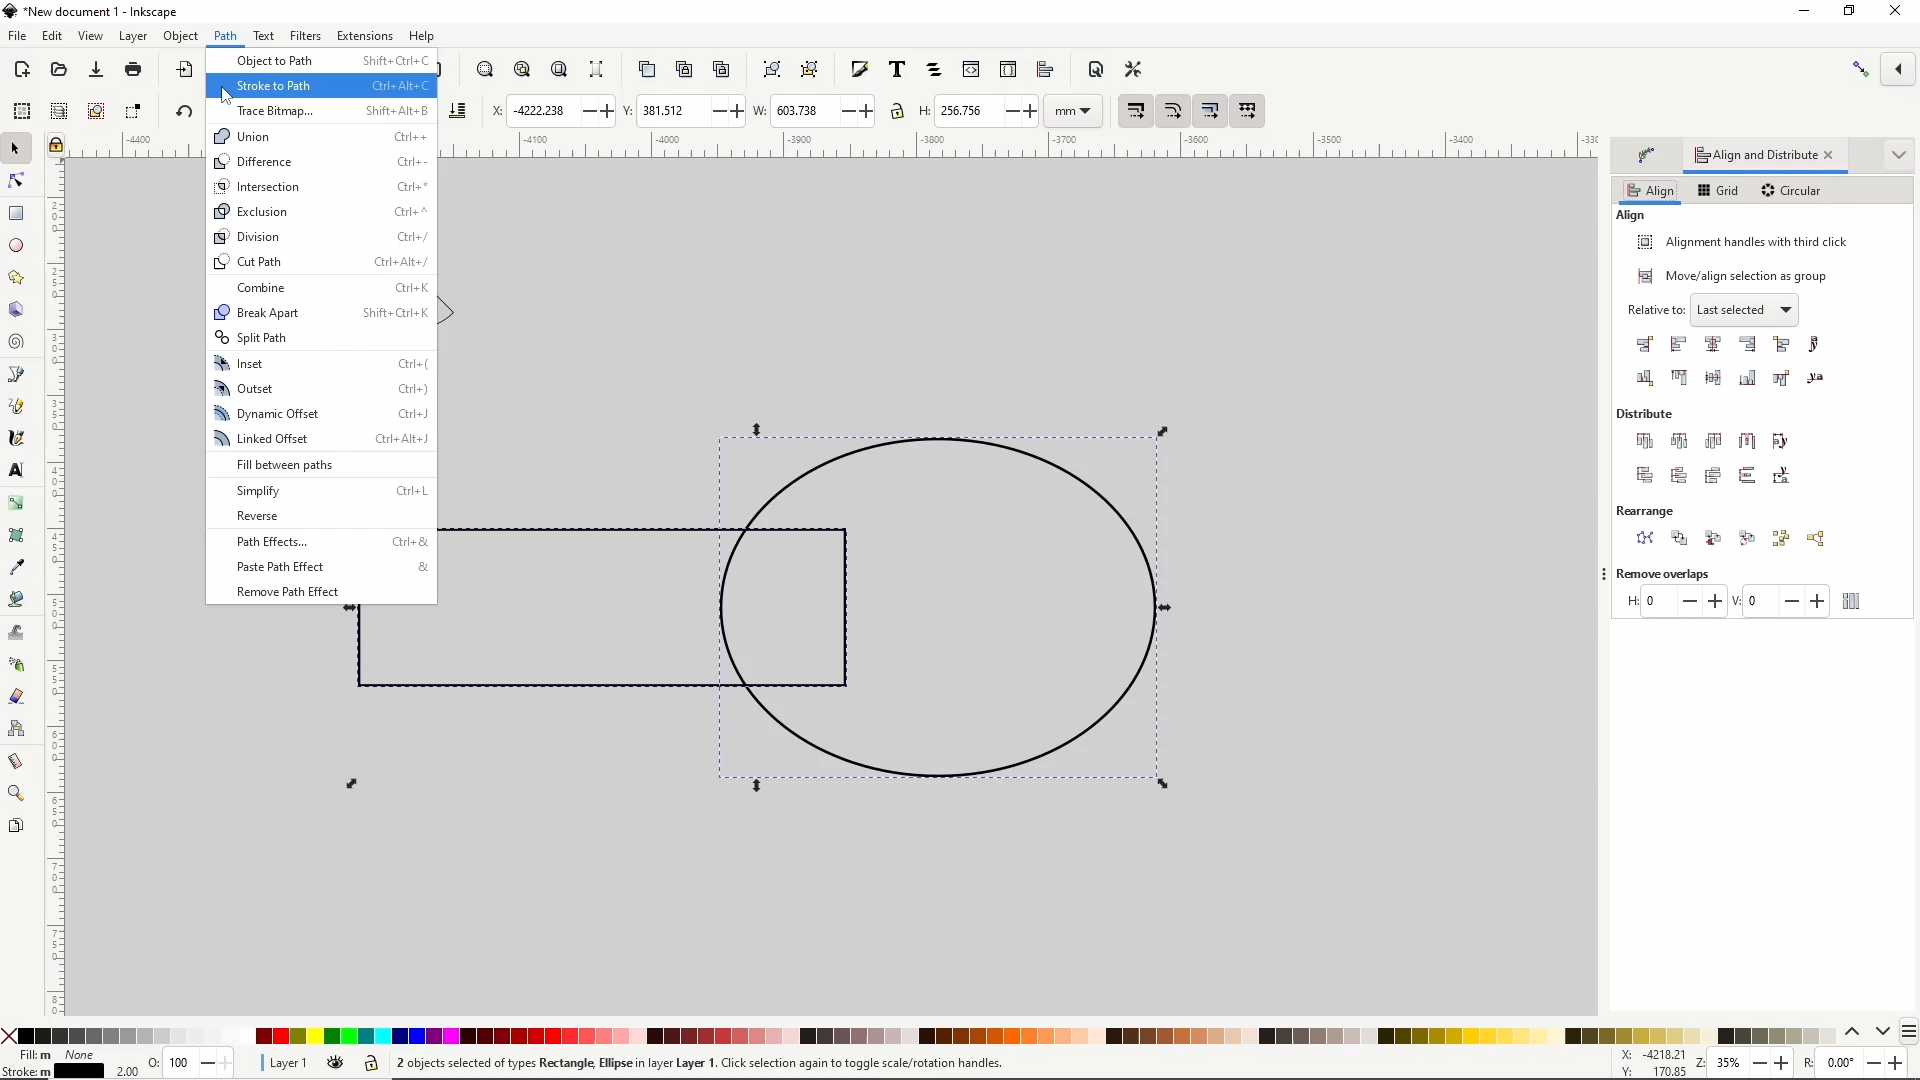 *New document 1 - Inkscape
File Edit View Layer Object Path Text Filters Extensions Help
Object to Path Shift+Ctrl+C
Stroke to Path Ctrl+Alt+C
Trace Bitmap... Shift+Alt+B
Union Ctrl++
Difference Ctrl+-
Intersection Ctrl+*
Exclusion Ctrl+^
Division Ctrl+/
Cut Path Ctrl+Alt+/
Combine Ctrl+K
Break Apart Shift+Ctrl+K
Split Path
Inset Ctrl+(
Outset Ctrl+)
Dynamic Offset Ctrl+J
Linked Offset Ctrl+Alt+J
Fill between paths
Simplify Ctrl+L
Reverse
Path Effects... Ctrl+&
Paste Path Effect &
Remove Path Effect
X: -4222.238 Y: 381.512 W: 603.738 H: 256.756 mm
-4400 -4100 -4000 -3900 -3800 -3700 -3600 -3500 -3400 -330
Align and Distribute
Align Grid Circular
Align
Alignment handles with third click
Move/align selection as group
Relative to: Last selected
Distribute
Rearrange
Remove overlaps
H: 0 V: 0
Fill: m None
Stroke: m 2.00
O: 100
Layer 1
2 objects selected of types Rectangle, Ellipse in layer Layer 1. Click selection again to toggle scale/rotation handles.
X: -4218.21
Y: 170.85
Z: 35%
R: 0.00°